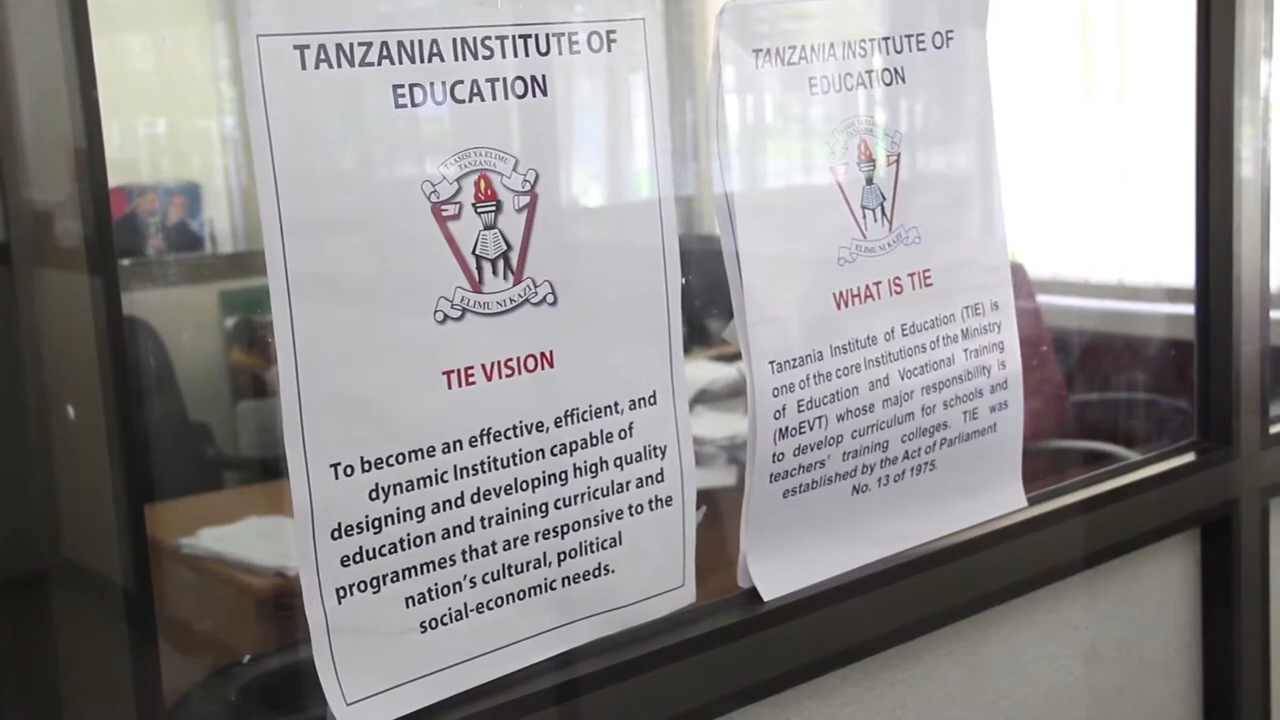 TANZANIA INSTITUTE OF
EDUCATION
TAASISI YA ELIMU
TANZANIA
ELIMU NI KAZI
TIE VISION
To become an effective, efficient, and
dynamic Institution capable of
designing and developing high quality
education and training curricular and
programmes that are responsive to the
nation's cultural, political
social-economic needs.
TANZANIA INSTITUTE OF
EDUCATION
TAASISI YA ELIMU
TANZANIA
ELIMU NI KAZI
WHAT IS TIE
Tanzania Institute of Education (TIE) is
one of the core Institutions of the Ministry
of Education and Vocational Training
(MoEVT) whose major responsibility is
to develop curriculum for schools and
teachers' training colleges. TIE was
established by the Act of Parliament
No. 13 of 1975.